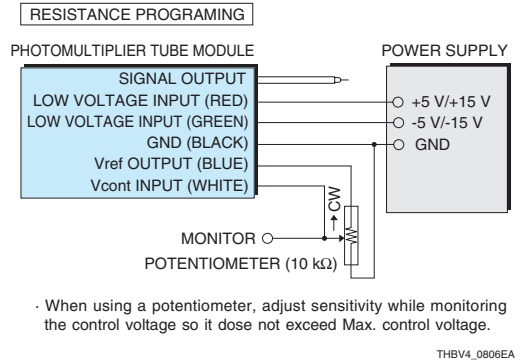 RESISTANCE PROGRAMING
PHOTOMULTIPLIER TUBE MODULE
POWER SUPPLY
SIGNAL OUTPUT
LOW VOLTAGE INPUT (RED)
+5 V/+15 V
LOW VOLTAGE INPUT (GREEN)
-5 V/-15 V
GND (BLACK)
GND
Vref OUTPUT (BLUE)
Vcont INPUT (WHITE)
CW
MONITOR
POTENTIOMETER (10 kΩ)
· When using a potentiometer, adjust sensitivity while monitoring
the control voltage so it dose not exceed Max. control voltage.
THBV4_0806EA